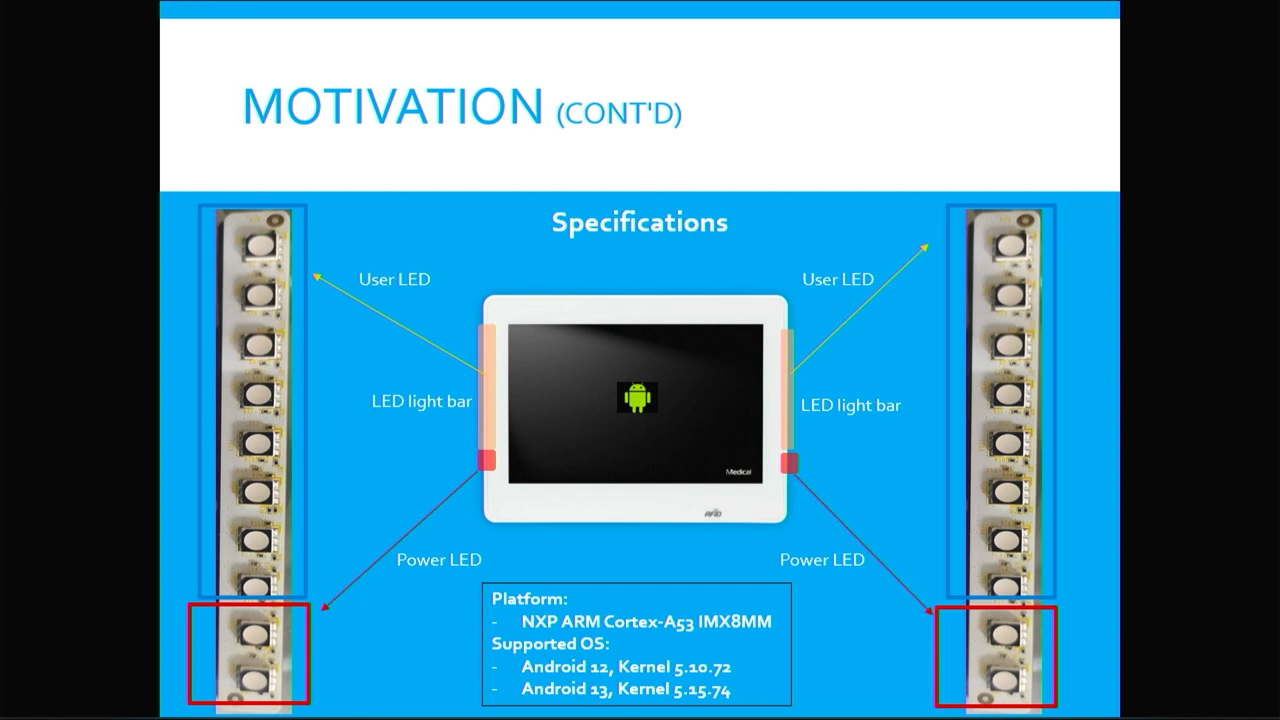 MOTIVATION (CONT'D)
Specifications
User LED
User LED
LED light bar
LED light bar
Medical
RFID
Power LED
Power LED
Platform:
- NXP ARM Cortex-A53 IMX8MM
Supported OS:
- Android 12, Kernel 5.10.72
- Android 13, Kernel 5.15.74